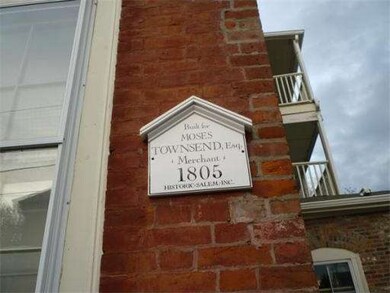 Built for
MOSES
TOWNSEND, Esq.
Merchant
1805
HISTORIC SALEM, INC.